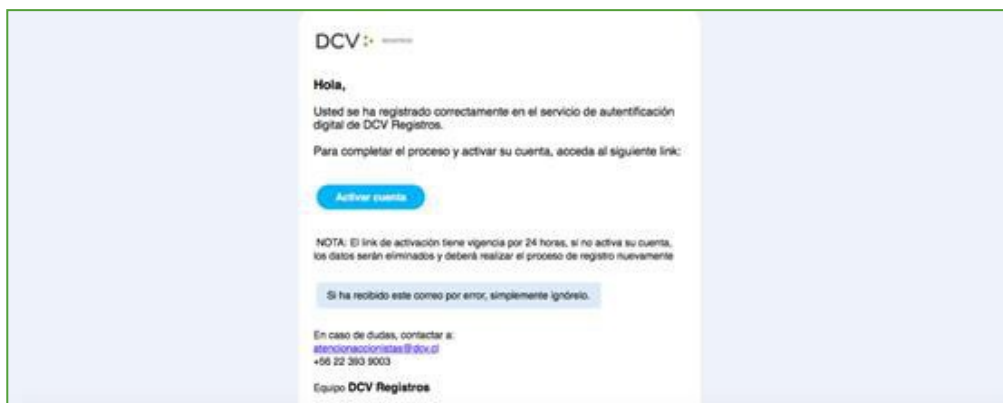 DCV REGISTROS
Hola,
Usted se ha registrado correctamente en el servicio de autentificación
digital de DCV Registros.
Para completar el proceso y activar su cuenta, acceda al siguiente link:
Activar cuenta
NOTA: El link de activación tiene vigencia por 24 horas, si no activa su cuenta,
los datos serán eliminados y deberá realizar el proceso de registro nuevamente
Si ha recibido este correo por error, simplemente ignórelo.
En caso de dudas, contactar a:
atencionaccionistas@dcv.cl
+56 22 393 9003
Equipo DCV Registros